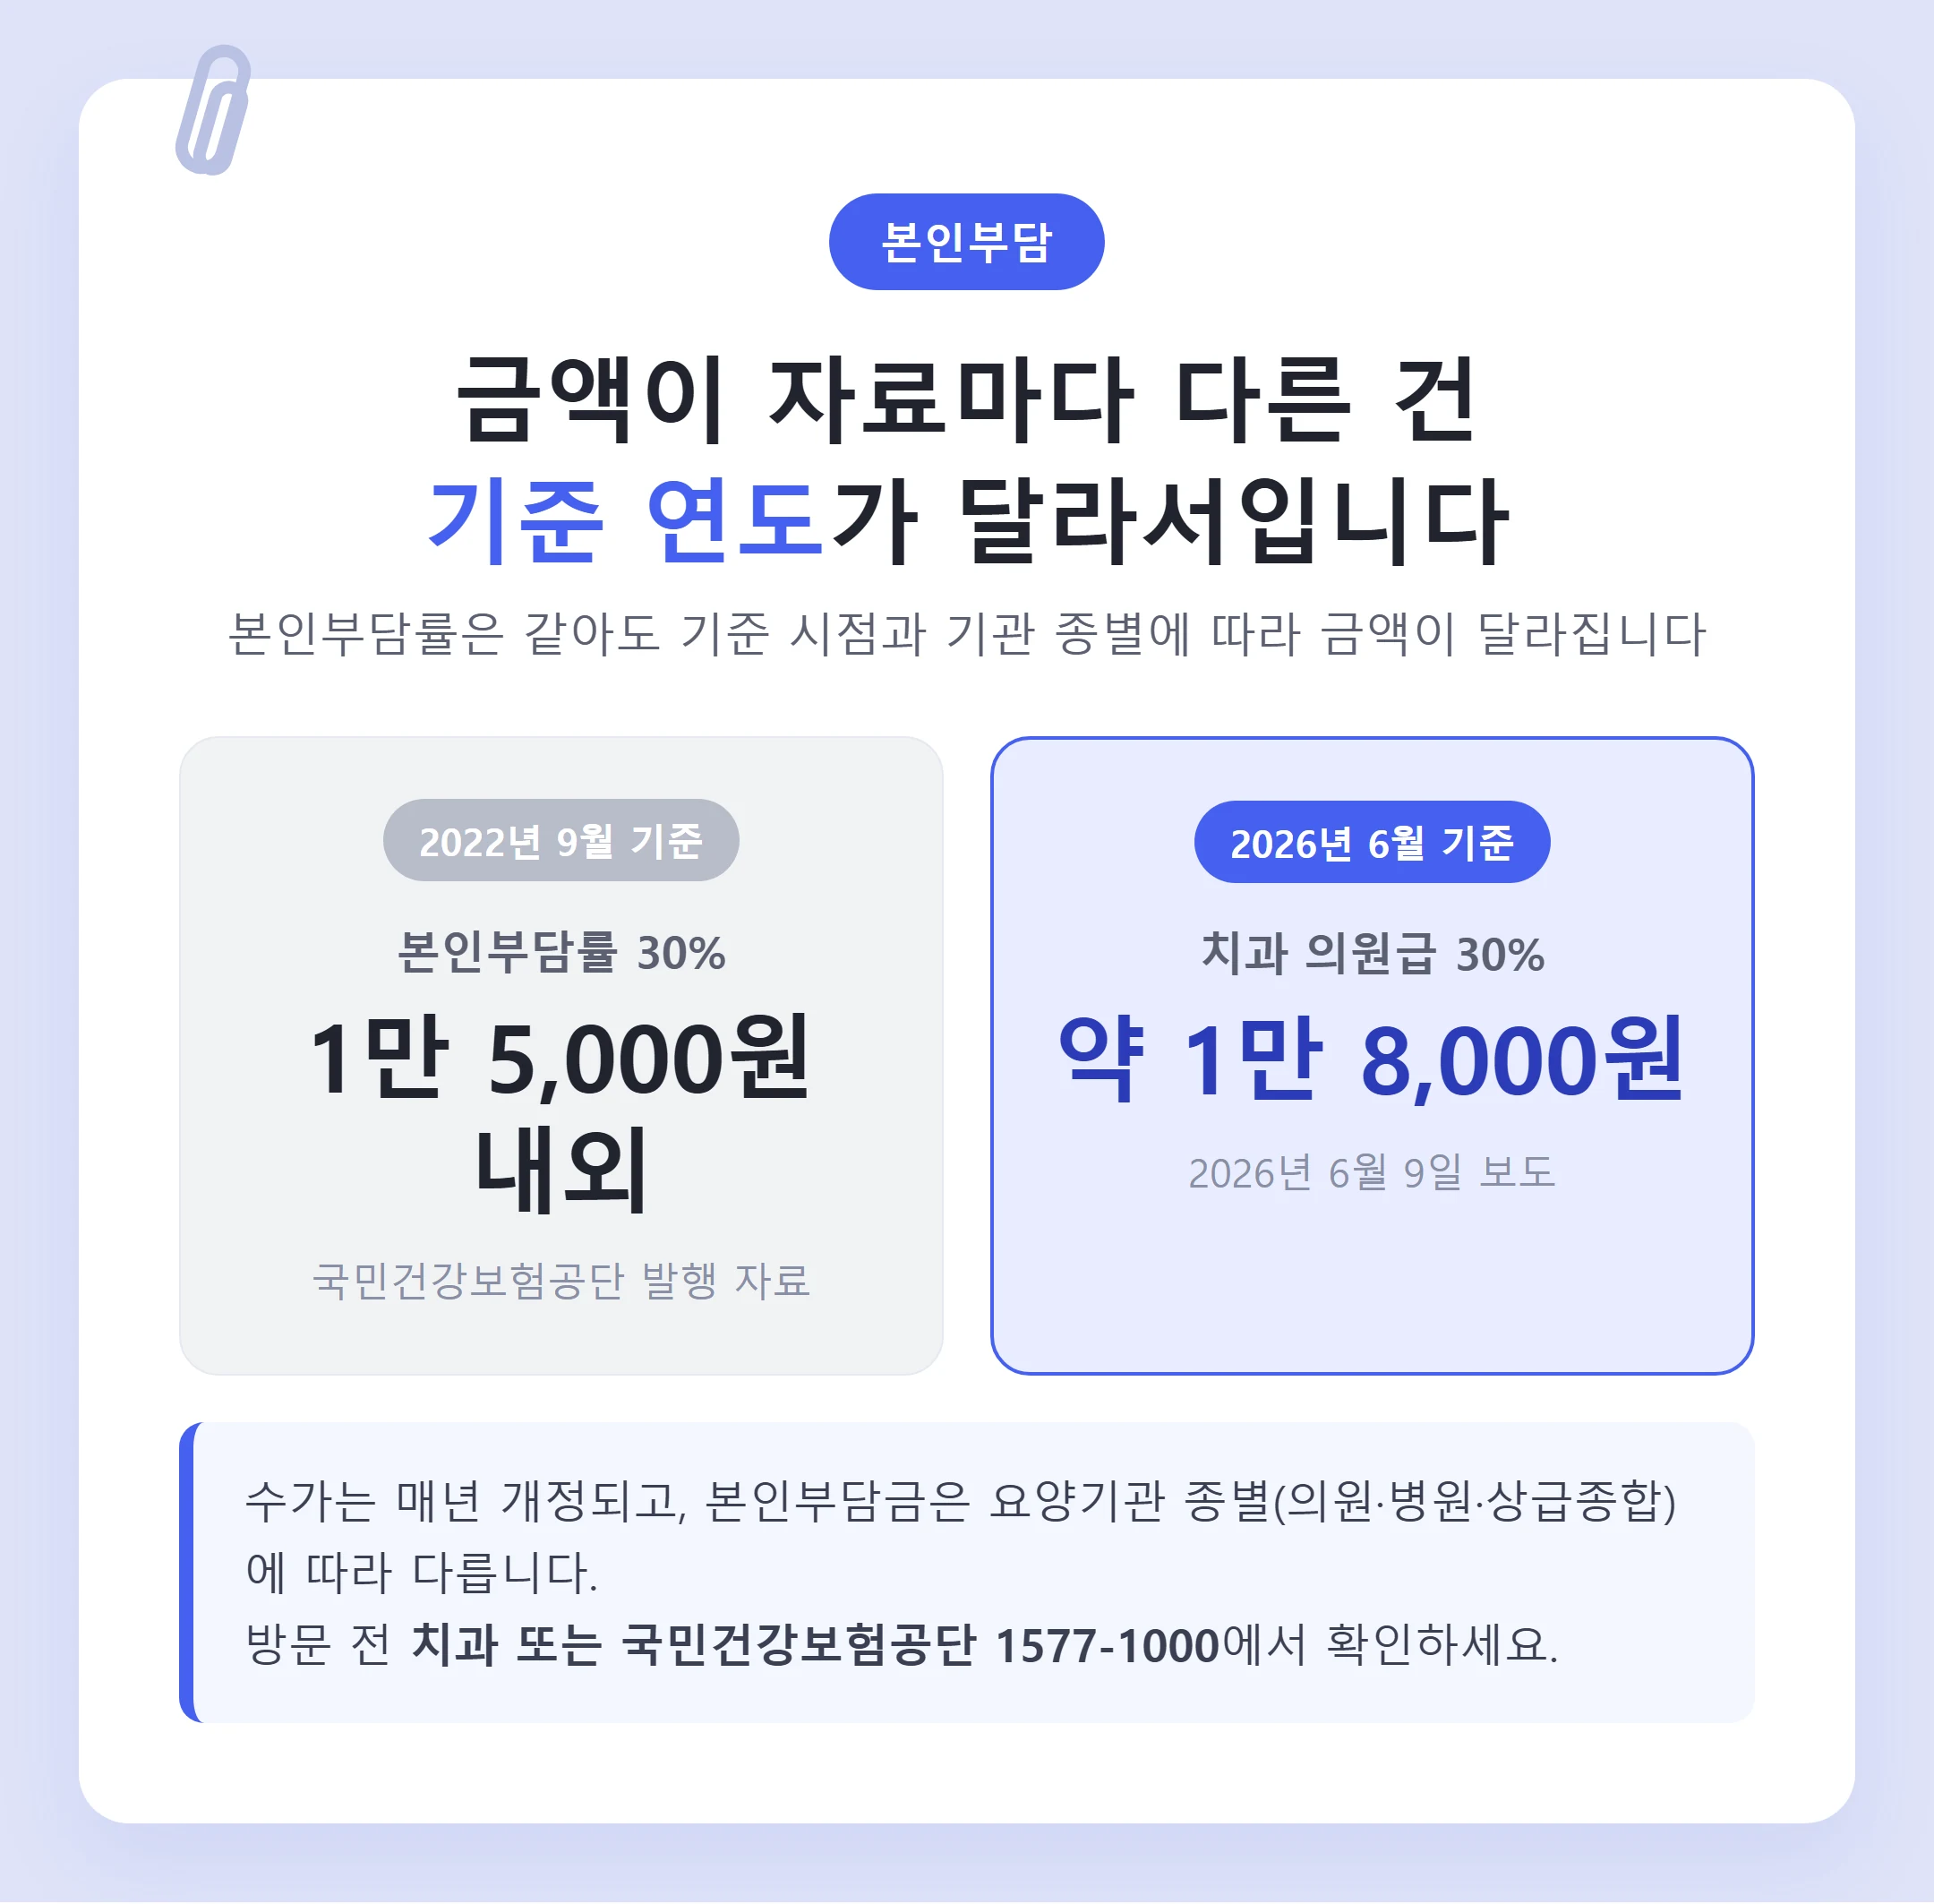 본인부담
금액이 자료마다 다른 건
기준 연도가 달라서입니다
본인부담률은 같아도 기준 시점과 기관 종별에 따라 금액이 달라집니다
2022년 9월 기준
본인부담률 30%
1만 5,000원
내외
국민건강보험공단 발행 자료
2026년 6월 기준
치과 의원급 30%
약 1만 8,000원
2026년 6월 9일 보도
수가는 매년 개정되고, 본인부담금은 요양기관 종별(의원·병원·상급종합)
에 따라 다릅니다.
방문 전 치과 또는 국민건강보험공단 1577-1000에서 확인하세요.